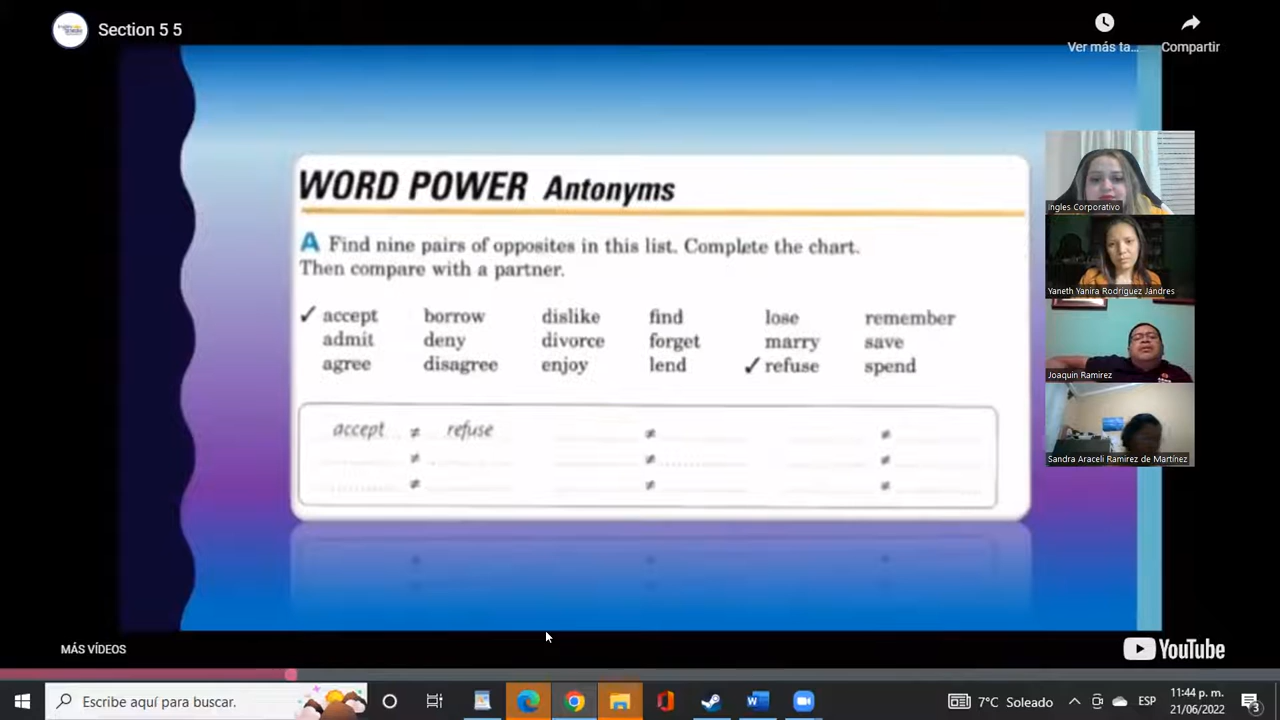 Section 5 5
Ver más ta...
Compartir
WORD POWER Antonyms
A Find nine pairs of opposites in this list. Complete the chart.
Then compare with a partner.
✓ accept borrow dislike find lose remember
admit deny divorce forget marry save
agree disagree enjoy lend ✓ refuse spend
accept ≠ refuse ≠ ≠
≠ ≠ ≠
≠ ≠ ≠
Ingles Corporativo
Yaneth Yanira Rodriguez Jandres
Joaquin Ramirez
Sandra Araceli Ramirez de Martínez
MÁS VÍDEOS
YouTube
Escribe aquí para buscar.
7°C Soleado
ESP
11:44 p. m.
21/06/2022
3